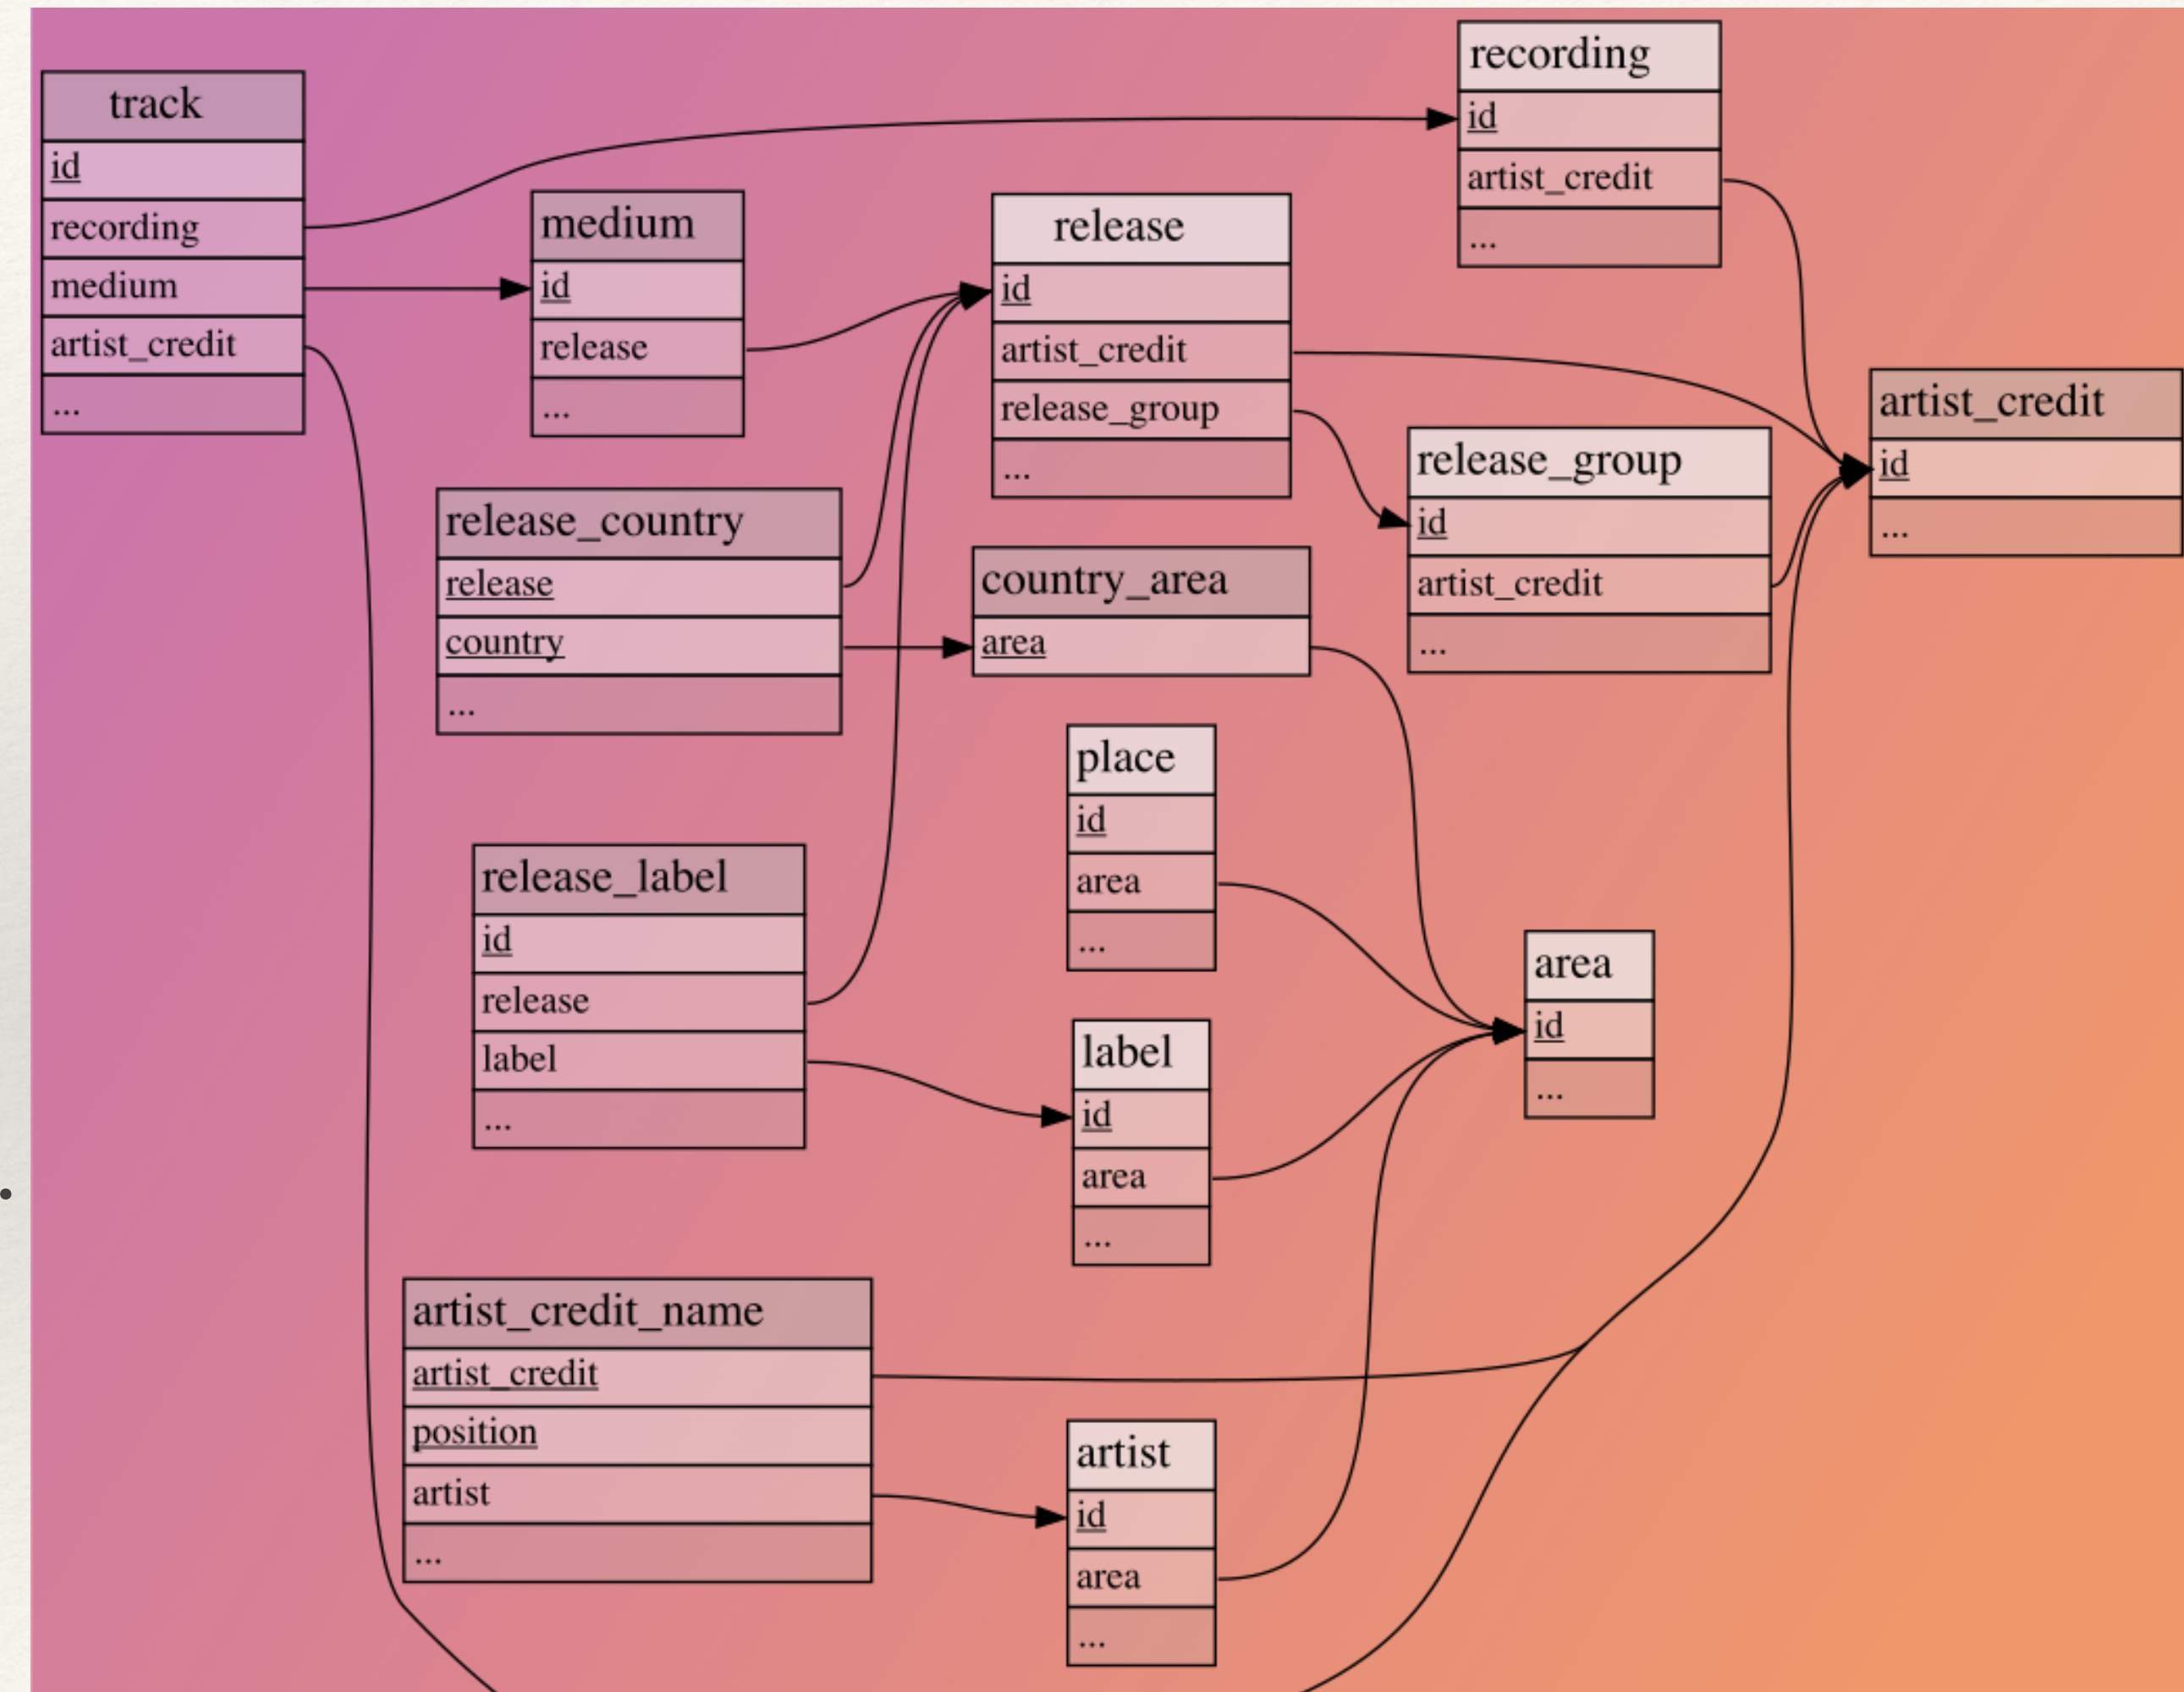 track
id
recording
medium
artist_credit
...
medium
id
release
...
release
id
artist_credit
release_group
...
recording
id
artist_credit
...
artist_credit
id
...
release_group
id
artist_credit
...
release_country
release
country
...
country_area
area
place
id
area
...
release_label
id
release
label
...
label
id
area
...
area
id
...
artist_credit_name
artist_credit
position
artist
...
artist
id
area
...